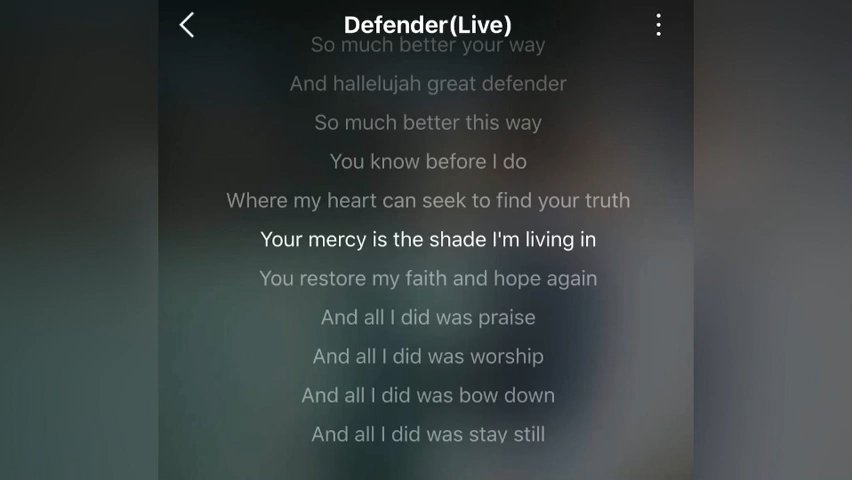 Defender(Live)
So much better your way
And hallelujah great defender
So much better this way
You know before I do
Where my heart can seek to find your truth
Your mercy is the shade I'm living in
You restore my faith and hope again
And all I did was praise
And all I did was worship
And all I did was bow down
And all I did was stay still